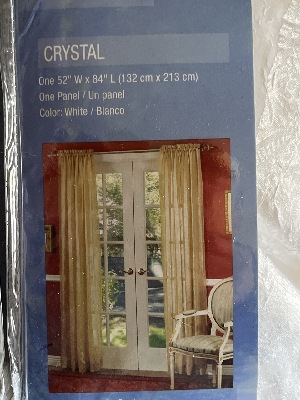 CRYSTAL
One 52" W x 84" L (132 cm x 213 cm)
One Panel / Un panel
Color: White / Blanco